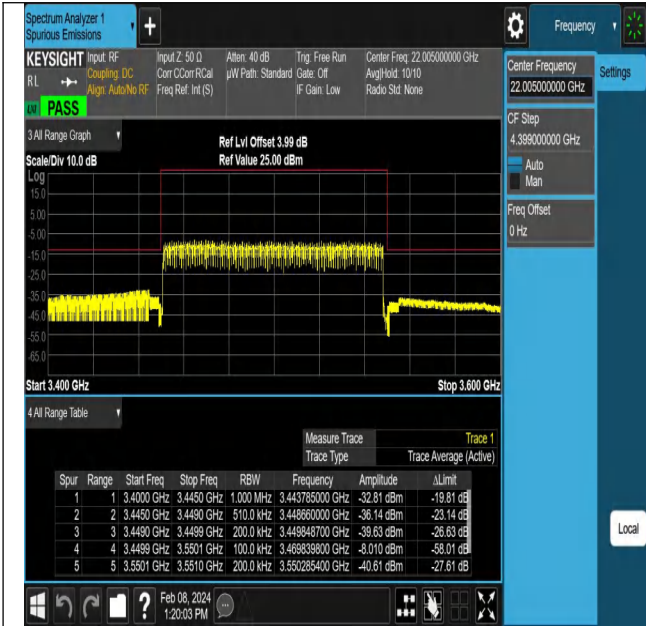 Spectrum Analyzer 1
Spurious Emissions
Frequency
KEYSIGHT
Input: RF
Coupling: DC
Align: Auto/No RF
Input Z: 50 Ω
Corr CCorr RCal
Freq Ref: Int (S)
Atten: 40 dB
µW Path: Standard
Trig: Free Run
Gate: Off
IF Gain: Low
Center Freq: 22.005000000 GHz
Avg|Hold: 10/10
Radio Std: None
R L
LXI
PASS
3 All Range Graph
Scale/Div 10.0 dB
Ref Lvl Offset 3.99 dB
Ref Value 25.00 dBm
Log
15.0
5.00
-5.00
-15.0
-25.0
-35.0
-45.0
-55.0
-65.0
Start 3.400 GHz
Stop 3.600 GHz
4 All Range Table
Measure Trace Trace 1
Trace Type Trace Average (Active)
Spur Range Start Freq Stop Freq RBW Frequency Amplitude ΔLimit
1 1 3.4000 GHz 3.4450 GHz 1.000 MHz 3.443785000 GHz -32.81 dBm -19.81 dB
2 2 3.4450 GHz 3.4490 GHz 510.0 kHz 3.448660000 GHz -36.14 dBm -23.14 dB
3 3 3.4490 GHz 3.4499 GHz 200.0 kHz 3.449848700 GHz -39.63 dBm -26.63 dB
4 4 3.4499 GHz 3.5501 GHz 100.0 kHz 3.469839800 GHz -8.010 dBm -58.01 dB
5 5 3.5501 GHz 3.5510 GHz 200.0 kHz 3.550285400 GHz -40.61 dBm -27.61 dB
Center Frequency
22.005000000 GHz
Settings
CF Step
4.399000000 GHz
Auto
Man
Freq Offset
0 Hz
Local
Feb 08, 2024
1:20:03 PM